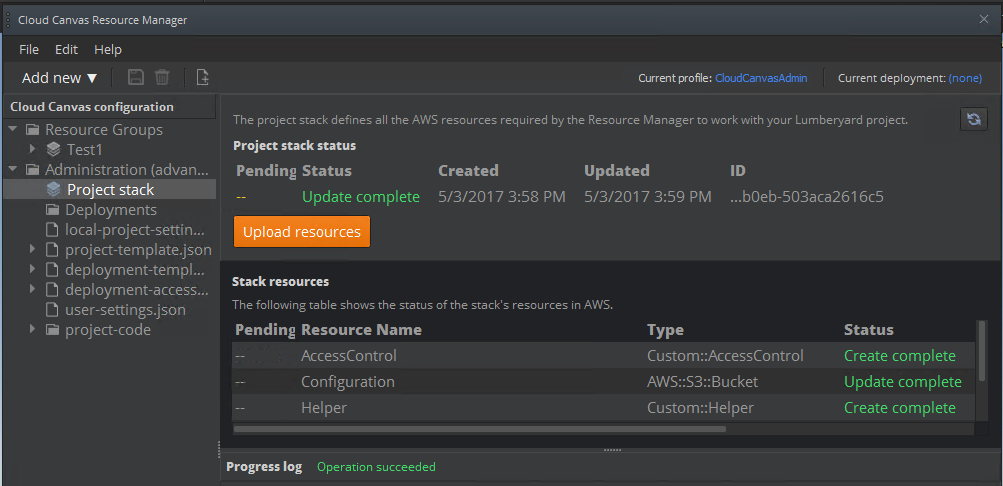 Cloud Canvas Resource Manager
File Edit Help
Add new ▼ Current profile: CloudCanvasAdmin Current deployment: (none)
Cloud Canvas configuration
Resource Groups
Test1
Administration (advan...
Project stack
Deployments
local-project-settin...
project-template.json
deployment-templ...
deployment-access...
user-settings.json
project-code
The project stack defines all the AWS resources required by the Resource Manager to work with your Lumberyard project.
Project stack status
Pending Status Created Updated ID
-- Update complete 5/3/2017 3:58 PM 5/3/2017 3:59 PM ...b0eb-503aca2616c5
Upload resources
Stack resources
The following table shows the status of the stack's resources in AWS.
Pending Resource Name Type Status
-- AccessControl Custom::AccessControl Create complete
-- Configuration AWS::S3::Bucket Update complete
-- Helper Custom::Helper Create complete
Progress log Operation succeeded